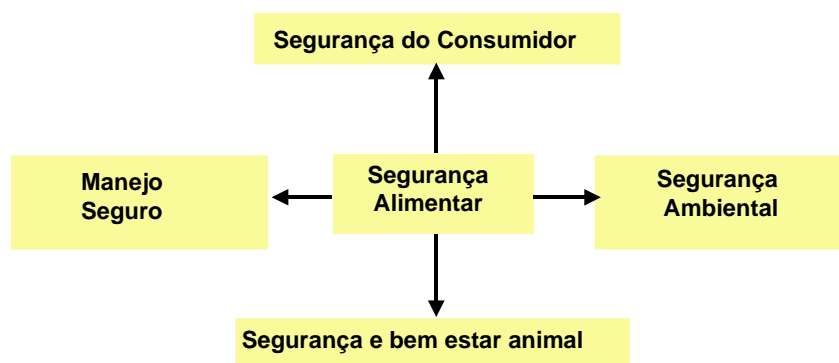 Segurança do Consumidor
Manejo
Seguro
Segurança
Alimentar
Segurança
Ambiental
Segurança e bem estar animal